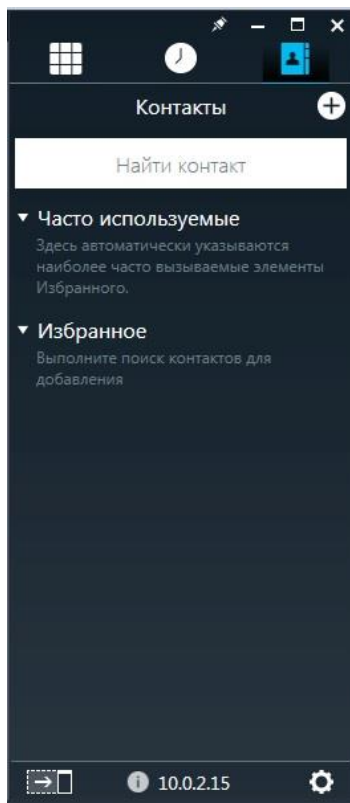 Контакты
Найти контакт
Часто используемые
Здесь автоматически указываются
наиболее часто вызываемые элементы
Избранного.
Избранное
Выполните поиск контактов для
добавления
10.0.2.15